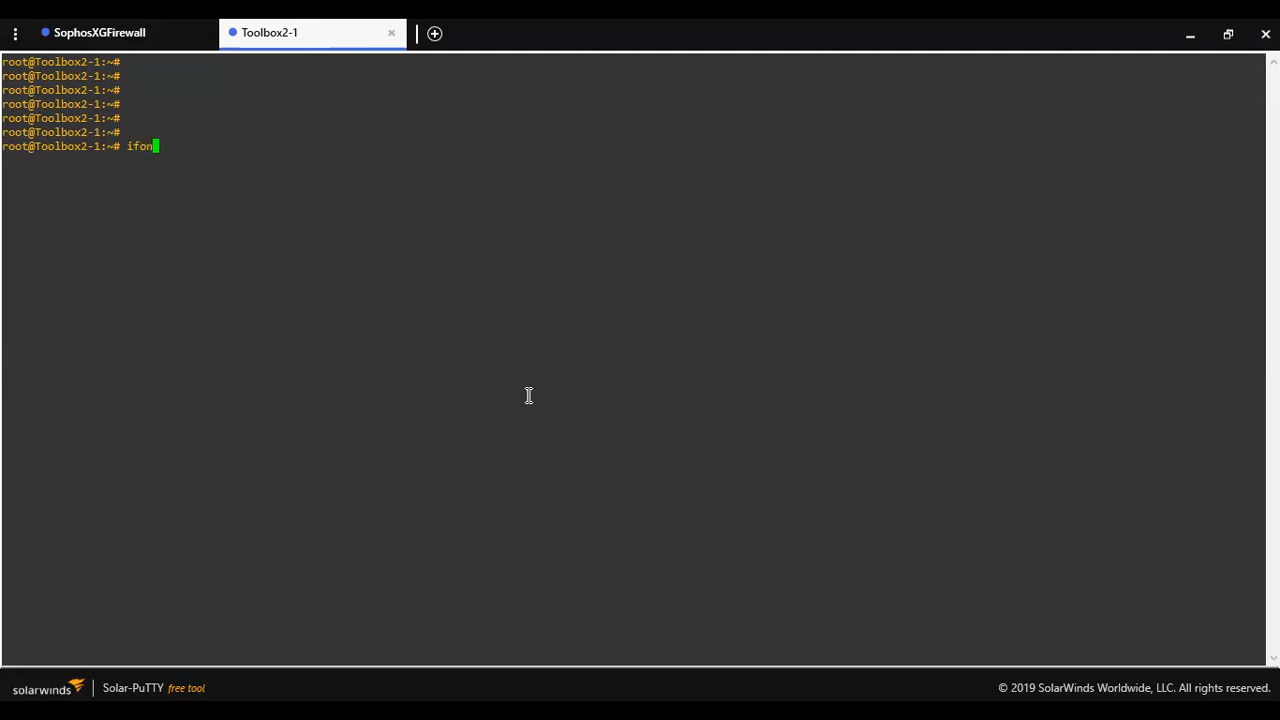 SophosXGFirewall
Toolbox2-1
root@Toolbox2-1:~#
root@Toolbox2-1:~#
root@Toolbox2-1:~#
root@Toolbox2-1:~#
root@Toolbox2-1:~#
root@Toolbox2-1:~#
root@Toolbox2-1:~# ifon
solarwinds Solar-PuTTY free tool © 2019 SolarWinds Worldwide, LLC. All rights reserved.